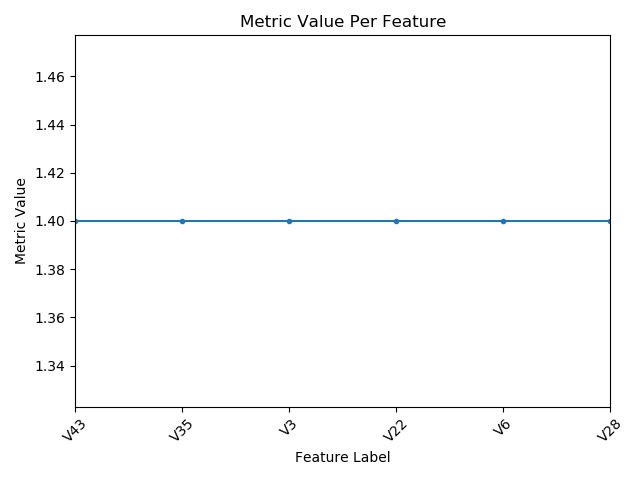 Metric Value Per Feature
1.46
1.44
1.42
1.40
1.38
1.36
1.34
Metric Value
V43
V35
V3
V22
V6
V28
Feature Label